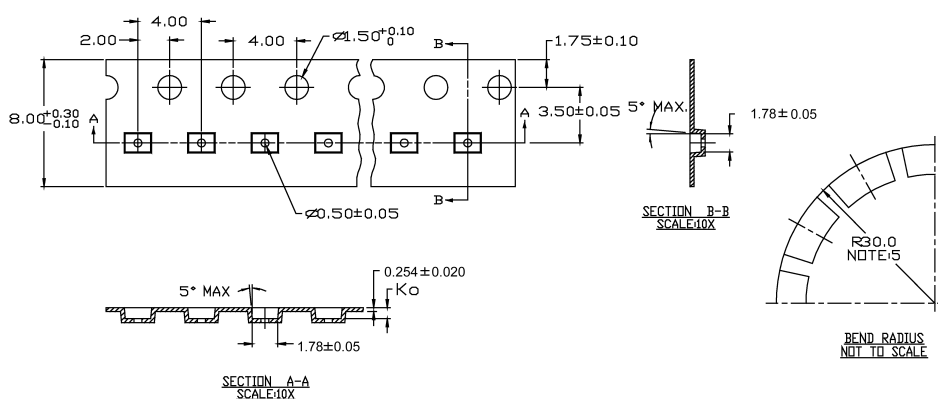 4.00
2.00
4.00
⌀1.50 +0.10 0
B
1.75±0.10
8.00 +0.30 -0.10
A
A
3.50±0.05
5° MAX.
1.78±0.05
⌀0.50±0.05
B
SECTION B-B
SCALE:10X
R30.0
NOTE:5
0.254±0.020
5° MAX
Ko
1.78±0.05
BEND RADIUS
NOT TO SCALE
SECTION A-A
SCALE:10X